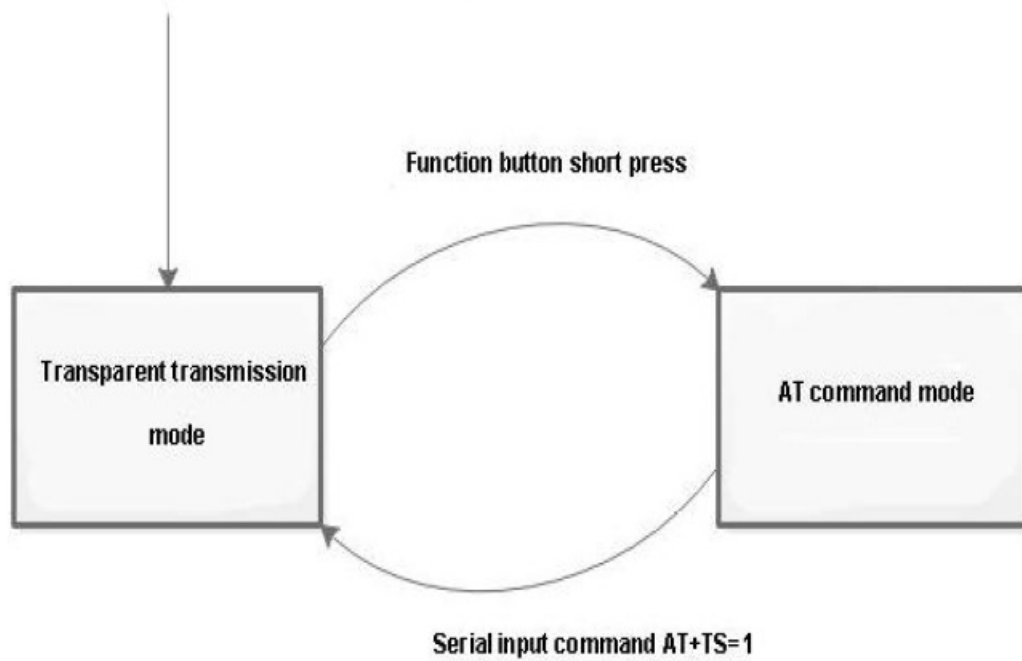 Function button short press
Transparent transmission
mode
AT command mode
Serial input command AT+TS=1